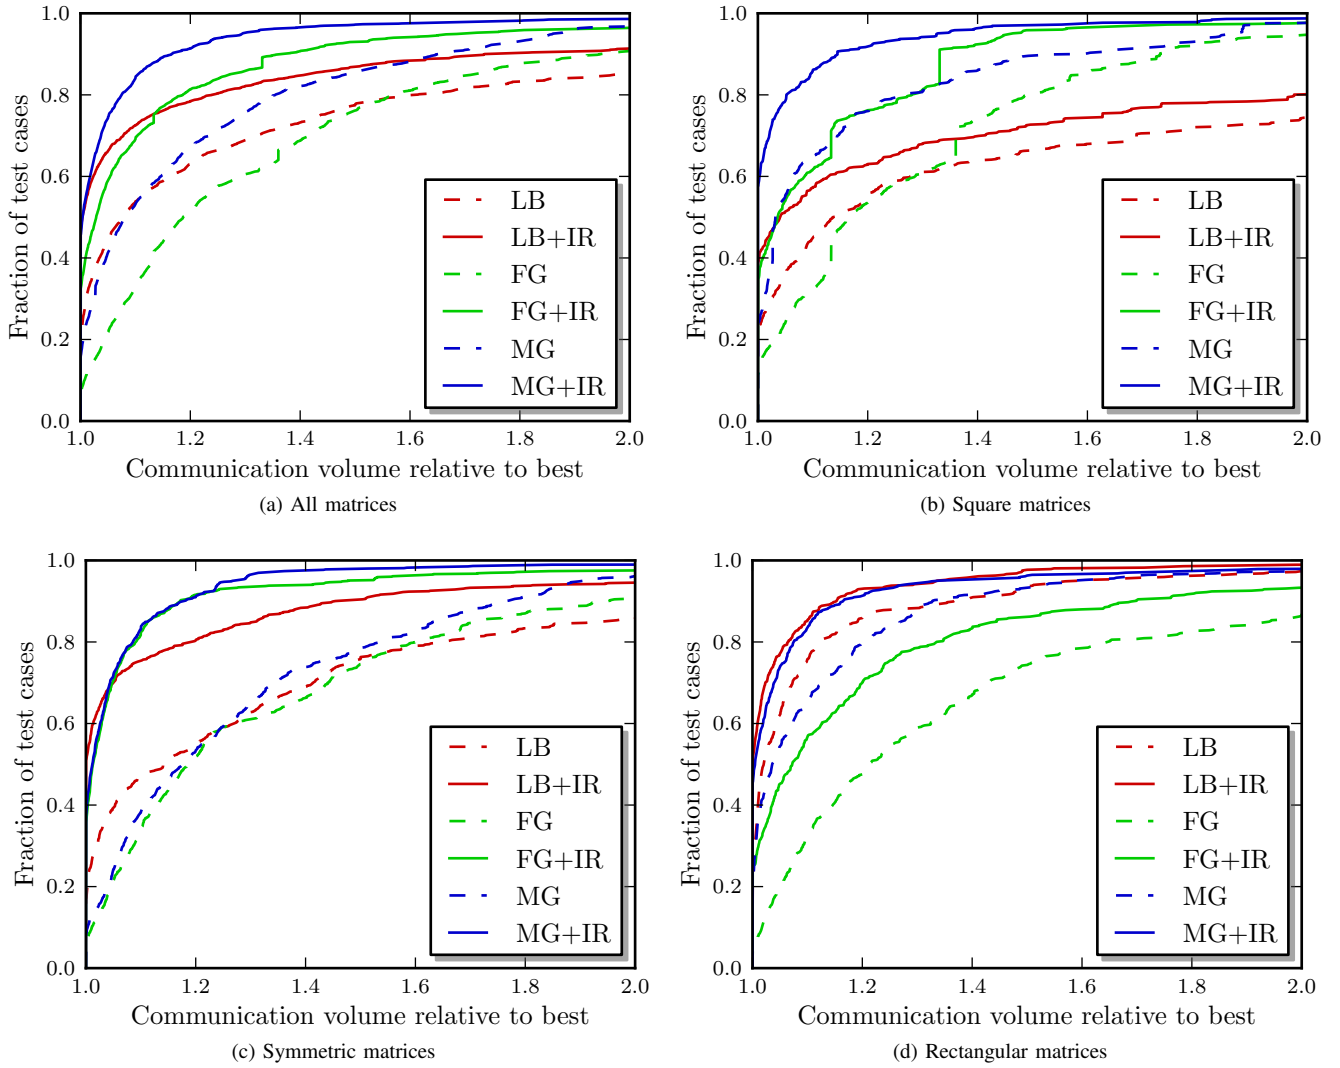 1.0
0.8
0.6
0.4
0.2
0.0
Fraction of test cases
1.0 1.2 1.4 1.6 1.8 2.0
Communication volume relative to best
LB
LB+IR
FG
FG+IR
MG
MG+IR
(a) All matrices
1.0
0.8
0.6
0.4
0.2
0.0
Fraction of test cases
1.0 1.2 1.4 1.6 1.8 2.0
Communication volume relative to best
LB
LB+IR
FG
FG+IR
MG
MG+IR
(b) Square matrices
1.0
0.8
0.6
0.4
0.2
0.0
Fraction of test cases
1.0 1.2 1.4 1.6 1.8 2.0
Communication volume relative to best
LB
LB+IR
FG
FG+IR
MG
MG+IR
(c) Symmetric matrices
1.0
0.8
0.6
0.4
0.2
0.0
Fraction of test cases
1.0 1.2 1.4 1.6 1.8 2.0
Communication volume relative to best
LB
LB+IR
FG
FG+IR
MG
MG+IR
(d) Rectangular matrices